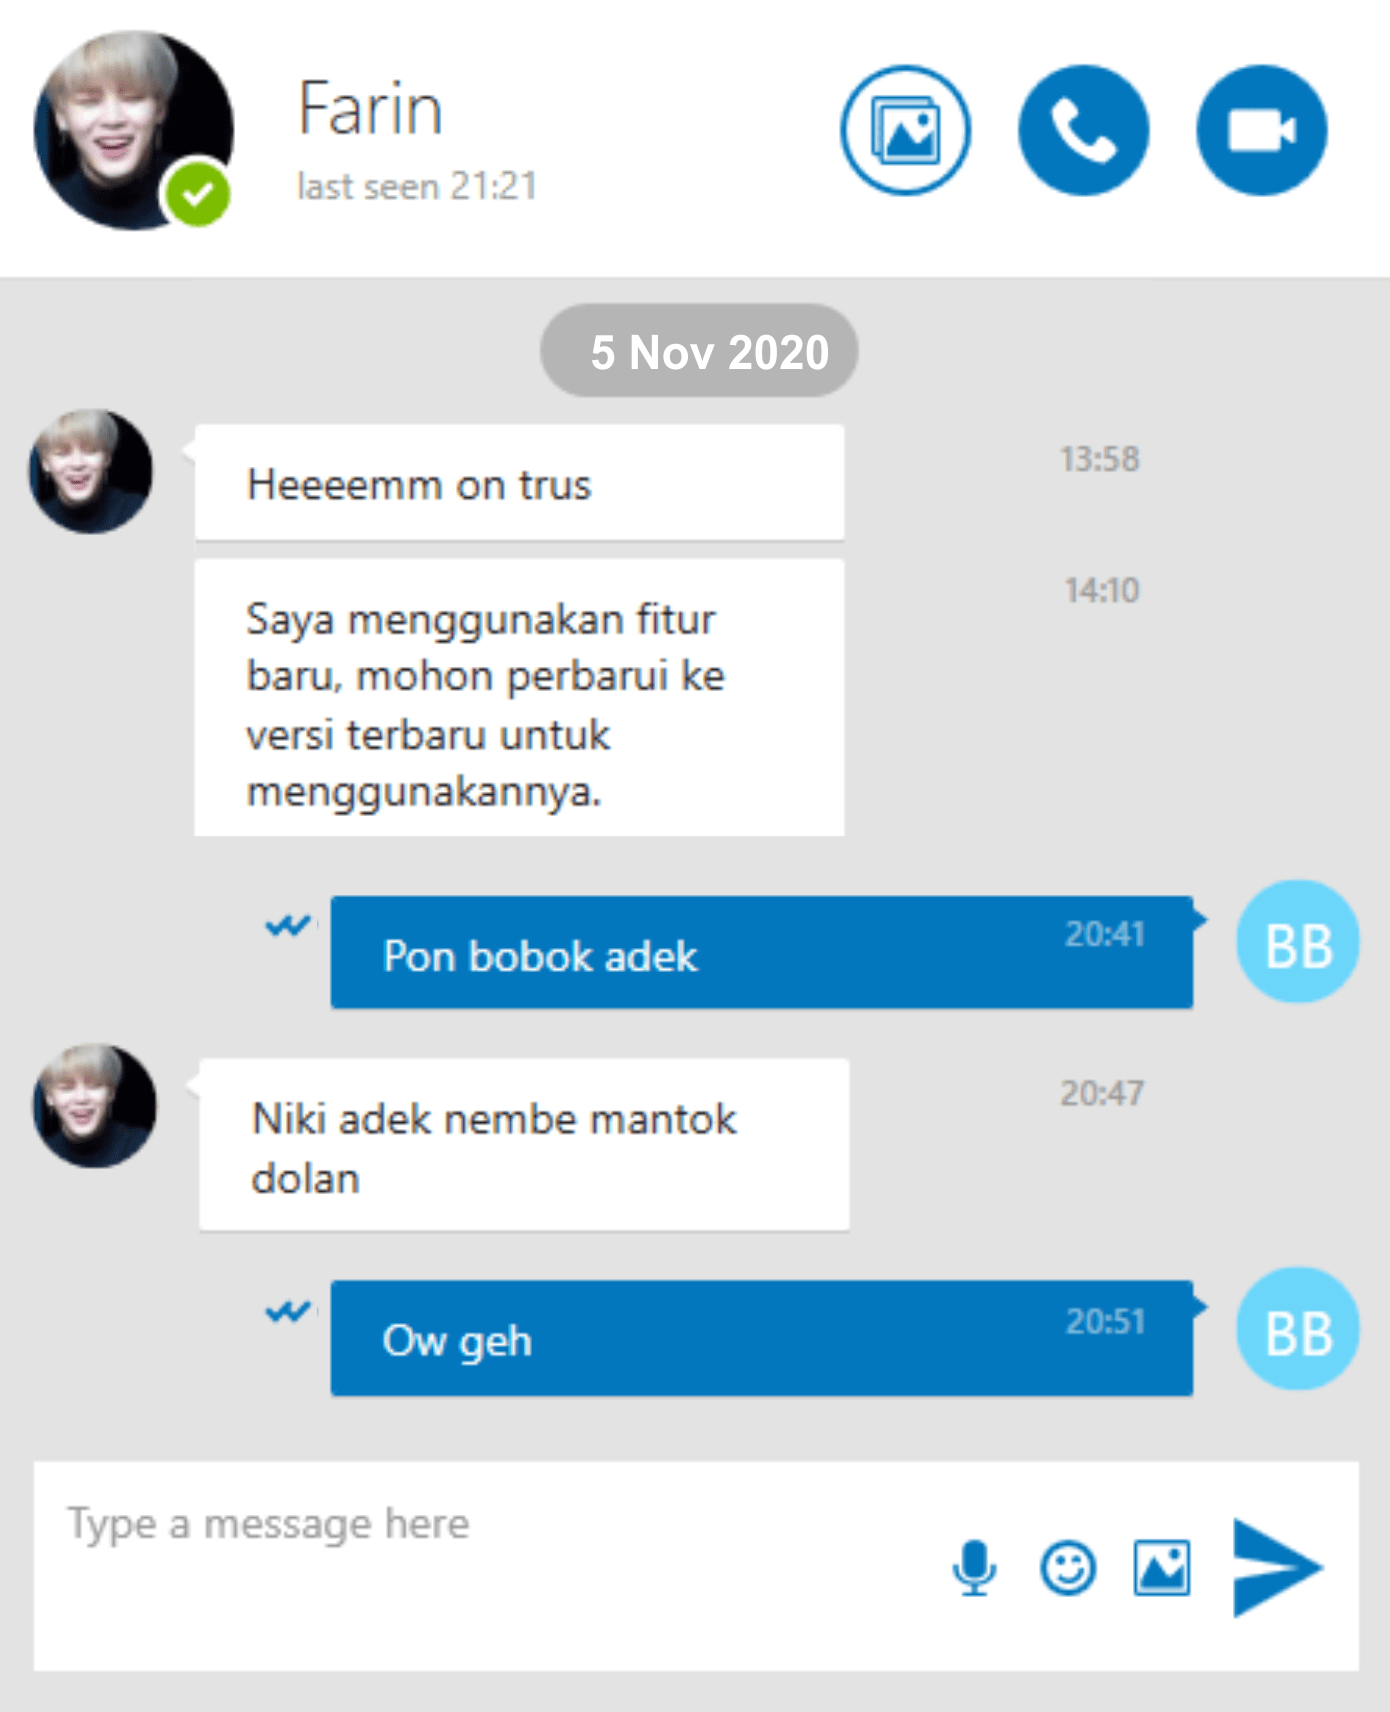 Farin
last seen 21:21
5 Nov 2020
Heeeemm on trus
13:58
Saya menggunakan fitur
baru, mohon perbarui ke
versi terbaru untuk
menggunakannya.
14:10
Pon bobok adek
20:41
BB
Niki adek nembe mantok
dolan
20:47
Ow geh
20:51
BB
Type a message here